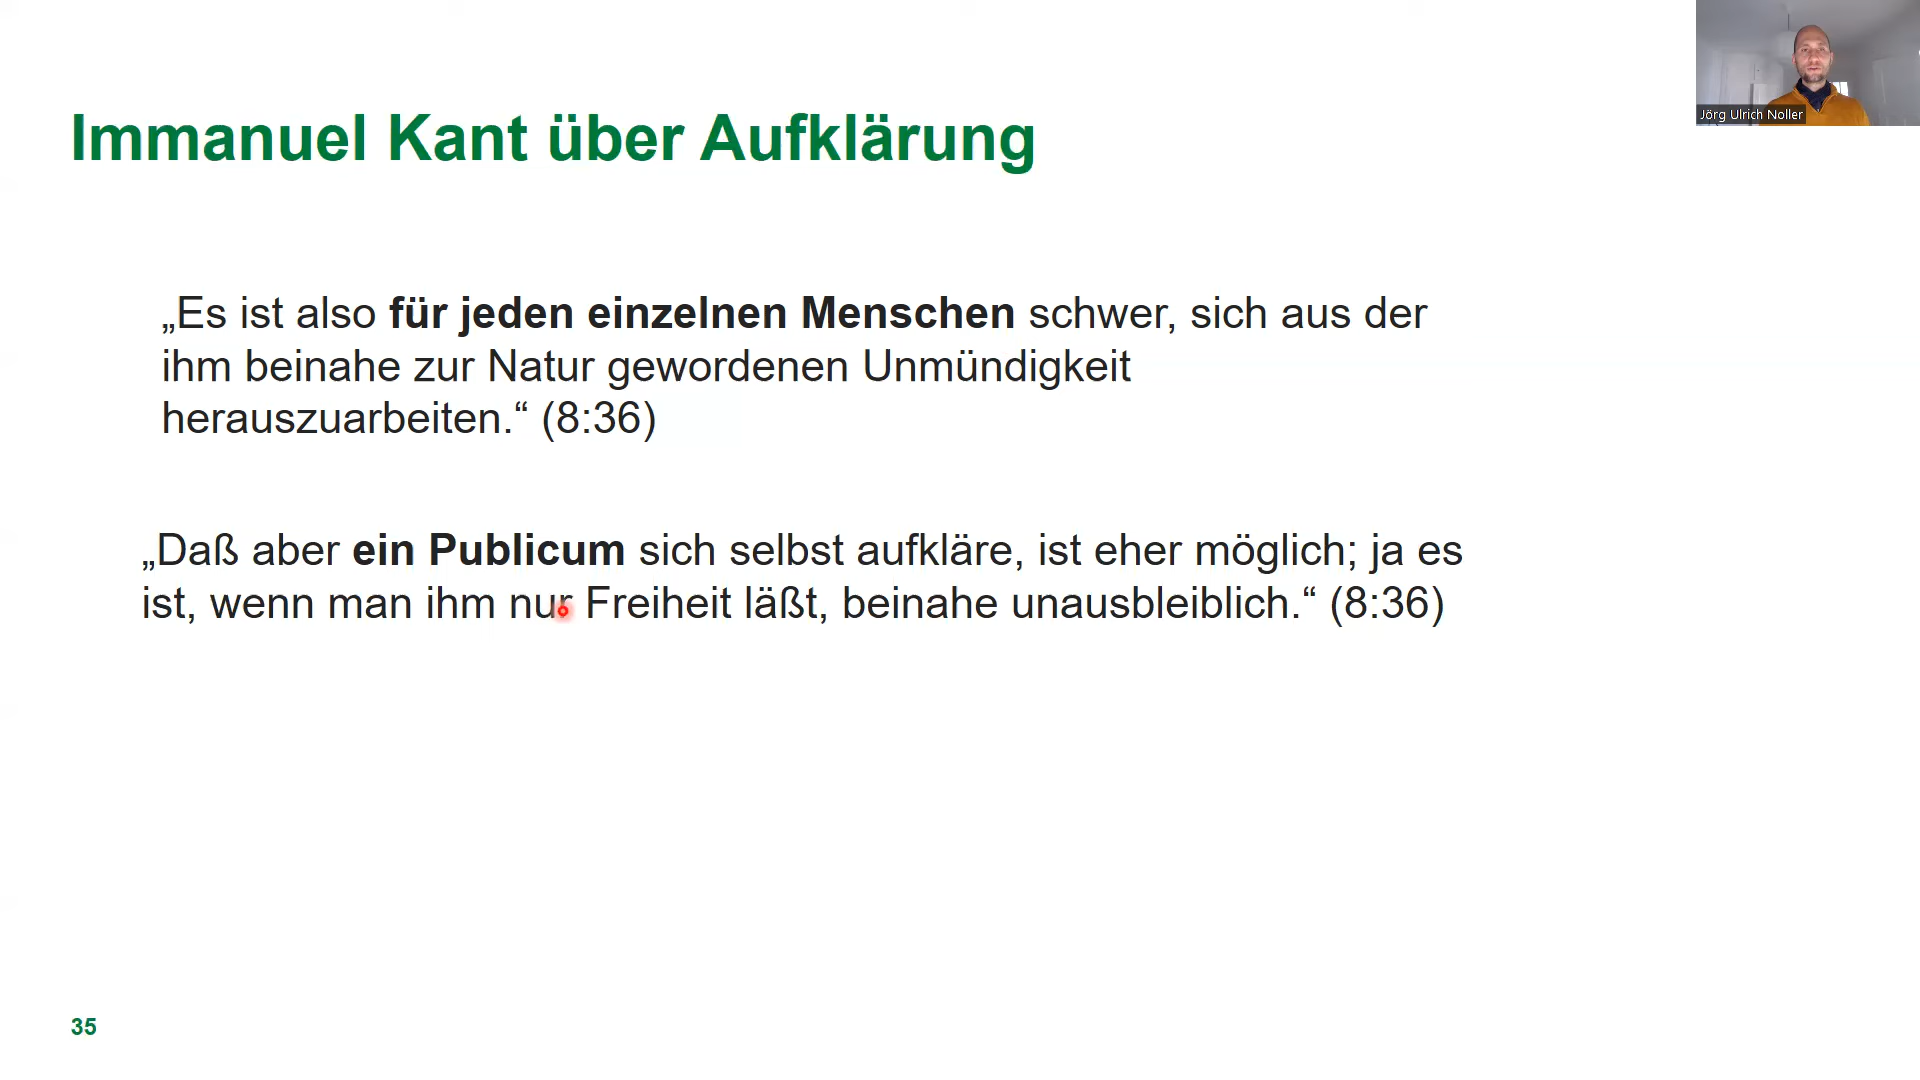 Jörg Ulrich Noller
Immanuel Kant über Aufklärung
„Es ist also für jeden einzelnen Menschen schwer, sich aus der
ihm beinahe zur Natur gewordenen Unmündigkeit
herauszuarbeiten.“ (8:36)
„Daß aber ein Publicum sich selbst aufkläre, ist eher möglich; ja es
ist, wenn man ihm nur Freiheit läßt, beinahe unausbleiblich.“ (8:36)
35